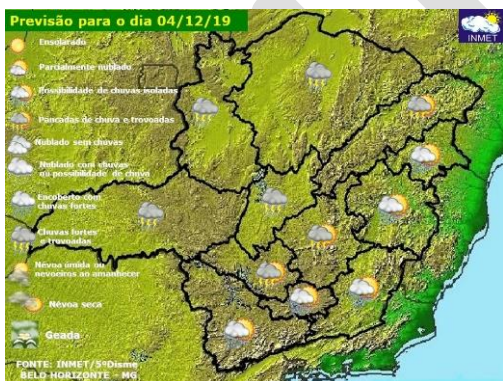 Previsão para o dia 04/12/19
INMET
Ensolarado
Parcialmente nublado
Possibilidade de chuvas isoladas
Pancadas de chuva e trovoadas
Nublado sem chuvas
Nublado com chuvas
ou possibilidade de chuva
Encoberto com
chuvas fortes
Chuvas fortes
e trovoadas
Névoa úmida ou
nevoeiros ao amanhecer
Névoa seca
Geada
FONTE: INMET/5ºDisme
BELO HORIZONTE - MG